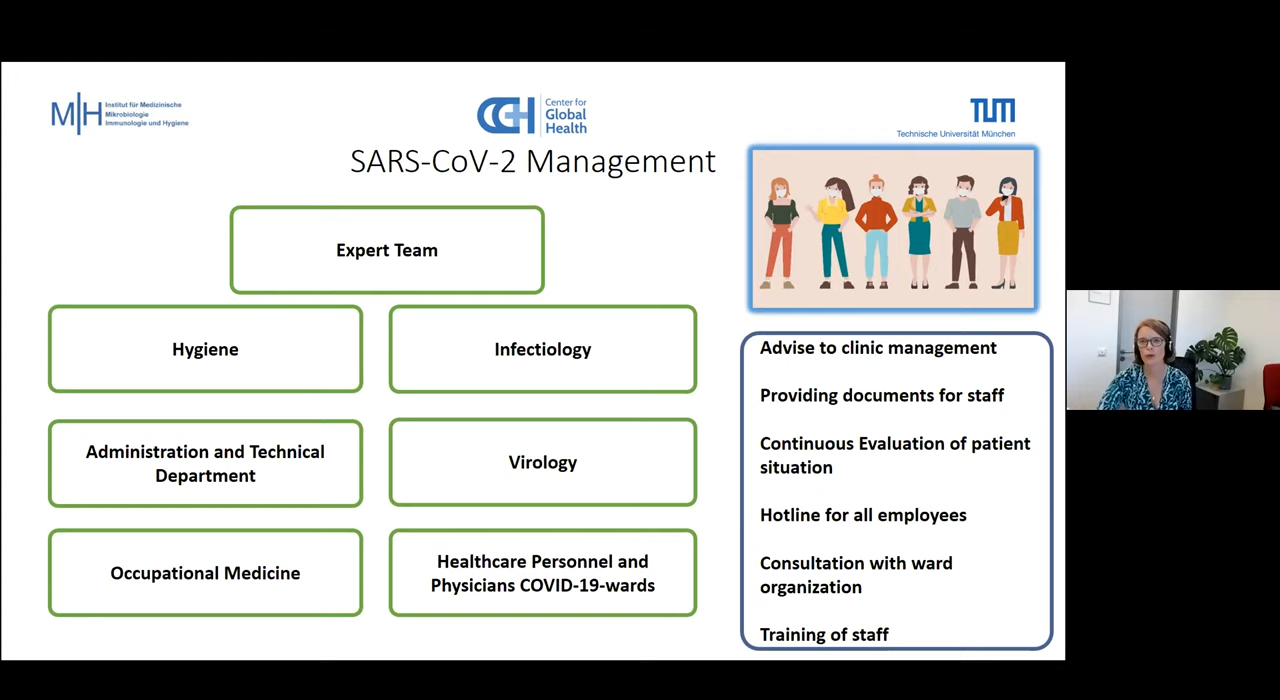 M|H
Institut für Medizinische
Mikrobiologie
Immunologie und Hygiene
CGH
Center for
Global
Health
TUM
Technische Universität München
SARS-CoV-2 Management
Expert Team
Hygiene
Infectiology
Administration and Technical
Department
Virology
Occupational Medicine
Healthcare Personnel and
Physicians COVID-19-wards
Advise to clinic management
Providing documents for staff
Continuous Evaluation of patient
situation
Hotline for all employees
Consultation with ward
organization
Training of staff